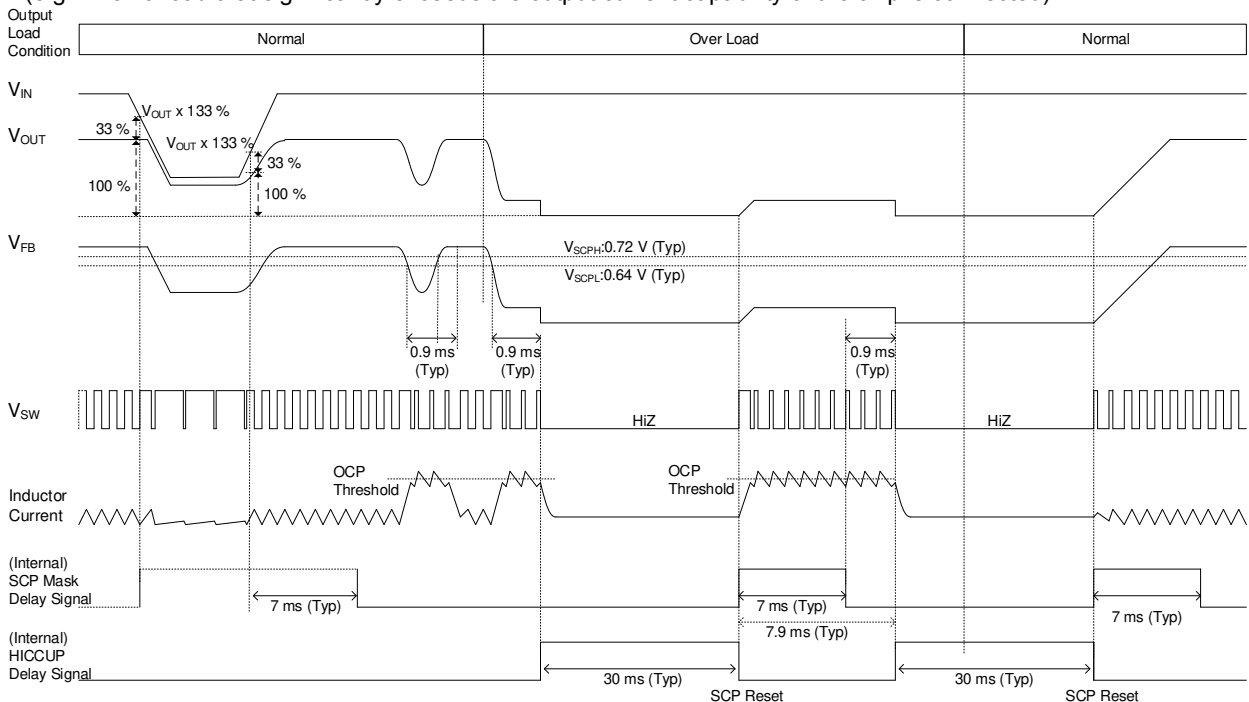 Output
Load
Condition
Normal
Over Load
Normal
VIN
VOUT x 133 %
33 %
VOUT
VOUT x 133 %
33 %
100 %
100 %
VFB
VSCPH:0.72 V (Typ)
VSCPL:0.64 V (Typ)
0.9 ms
(Typ)
0.9 ms
(Typ)
0.9 ms
(Typ)
VSW
HiZ
HiZ
OCP
Threshold
OCP
Threshold
Inductor
Current
(Internal)
SCP Mask
Delay Signal
7 ms (Typ)
7 ms (Typ)
7 ms (Typ)
7.9 ms (Typ)
(Internal)
HICCUP
Delay Signal
30 ms (Typ)
30 ms (Typ)
SCP Reset
SCP Reset